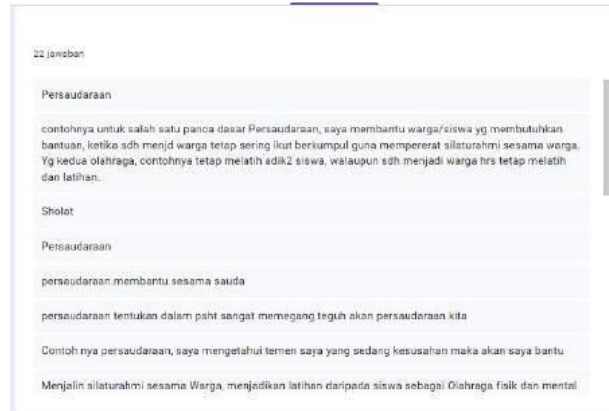 22 jawaban
Persaudaraan
contohnya untuk salah satu panca dasar Persaudaraan, saya membantu warga/siswa yg membutuhkan
bantuan, ketika sdh menjd warga tetap sering ikut berkumpul guna mempererat silaturahmi sesama warga.
Yg kedua olahraga, contohnya tetap melatih adik2 siswa, walaupun sdh menjadi warga hrs tetap melatih
dan latihan.
Sholat
Persaudaraan
persaudaraan.membantu sesama sauda
persaudaraan tentukan dalam psht sangat memegang teguh akan persaudaraan kita
Contoh nya persaudaraan, saya mengetahui temen saya yang sedang kesusahan maka akan saya bantu
Menjalin silaturahmi sesama Warga, menjadikan latihan daripada siswa sebagai Olahraga fisik dan mental